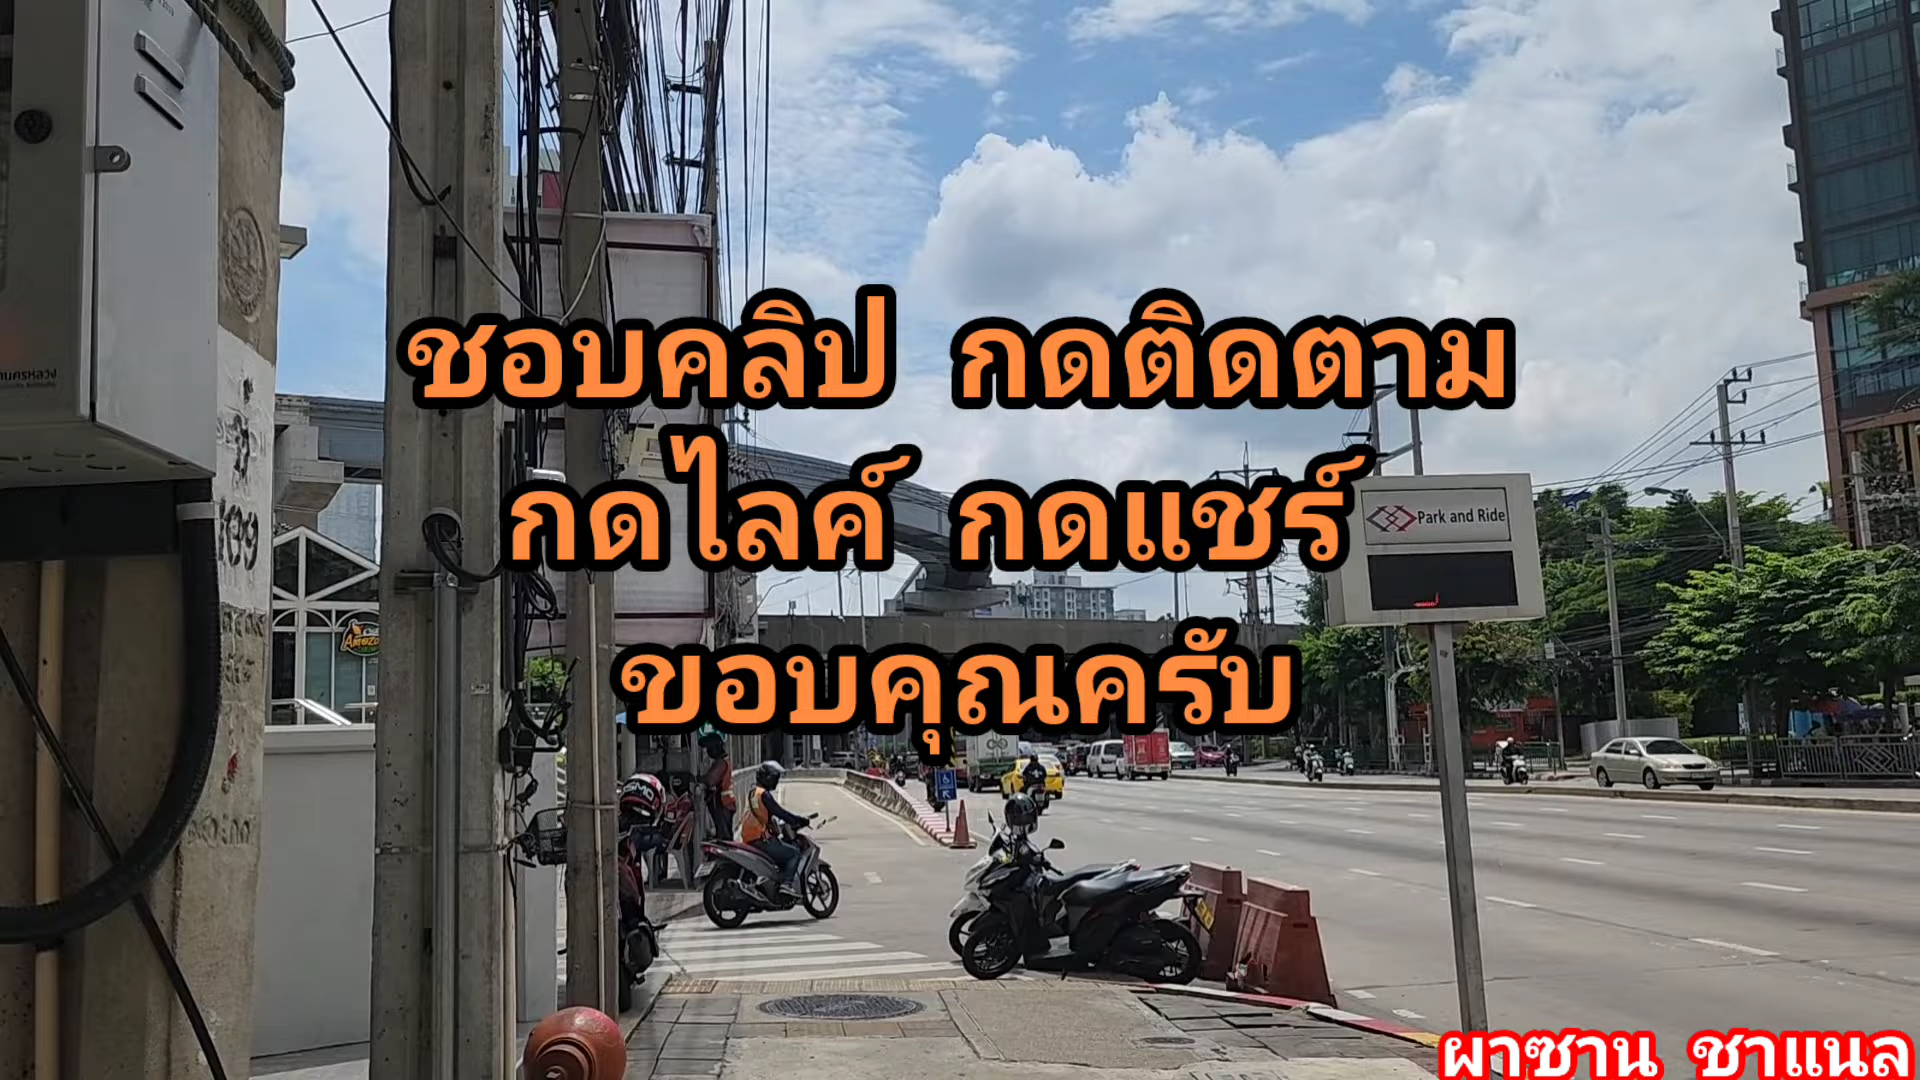 ชอบคลิป กดติดตาม
กดไลค์ กดแชร์
ขอบคุณครับ
Park and Ride
Amazon
109
ผาซาน ชาแนล